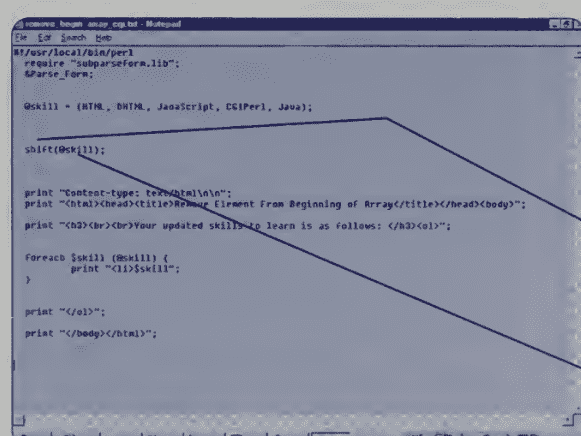 remove_begin_array_cgi.txt - Notepad
File Edit Search Help
#!/usr/local/bin/perl
require "subparseform.lib";
&Parse_Form;
@skill = (HTML, DHTML, JavaScript, CGIPerl, Java);
shift(@skill);
print "Content-type: text/html\n\n";
print "<html><head><title>Remove Element From Beginning of Array</title></head><body>";
print "<h3><br><br>Your updated skills to learn is as follows: </h3><ol>";
foreach $skill (@skill) {
print "<li>$skill";
}
print "</ol>";
print "</body></html>";